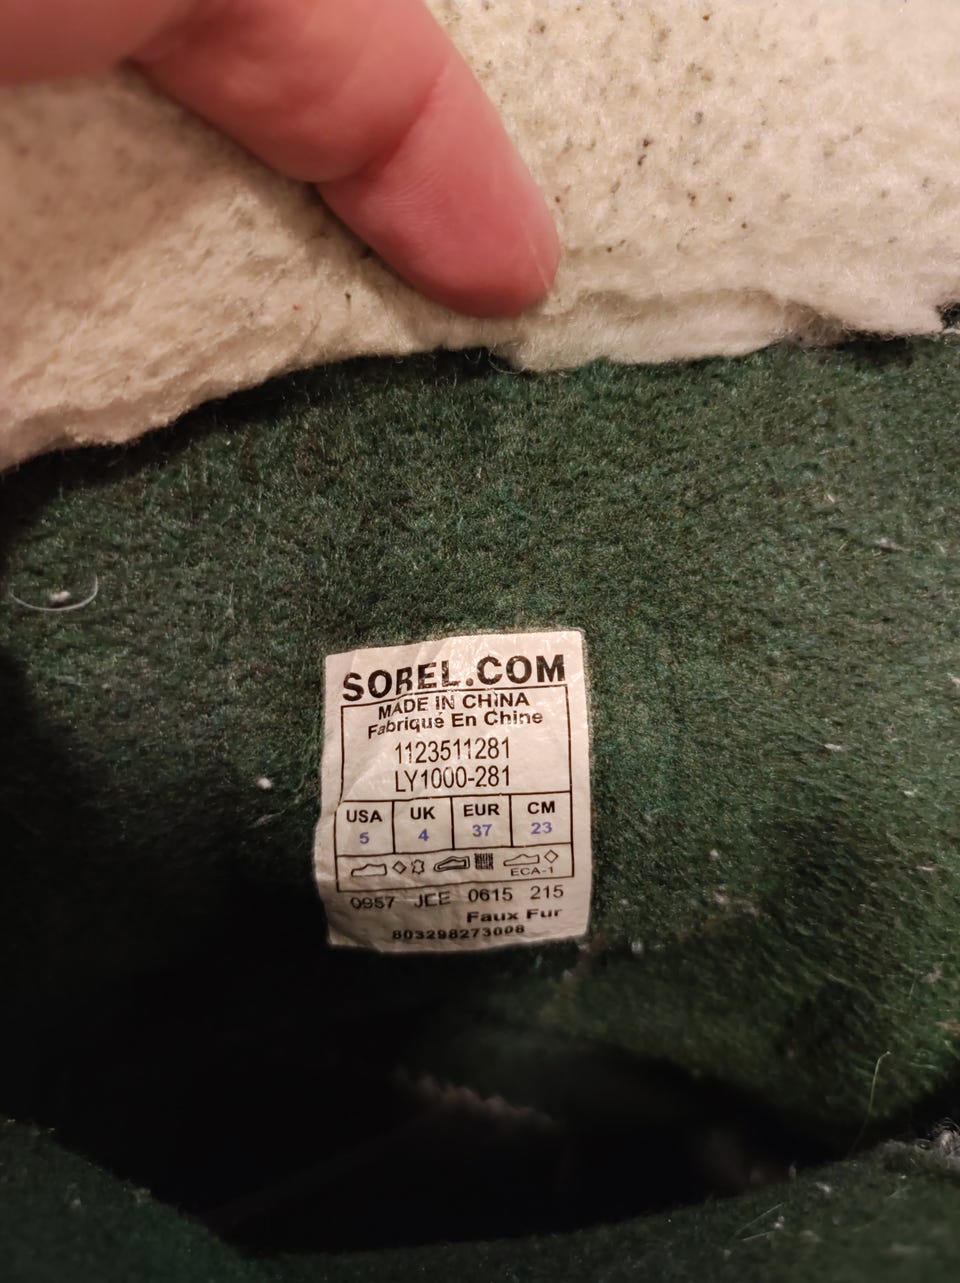 SOREL.COM
MADE IN CHINA
Fabriqué En Chine
1123511281
LY1000-281
USA UK EUR CM
5 4 37 23
ECA-1
0957 JEE 0615 215
Faux Fur
803298273008